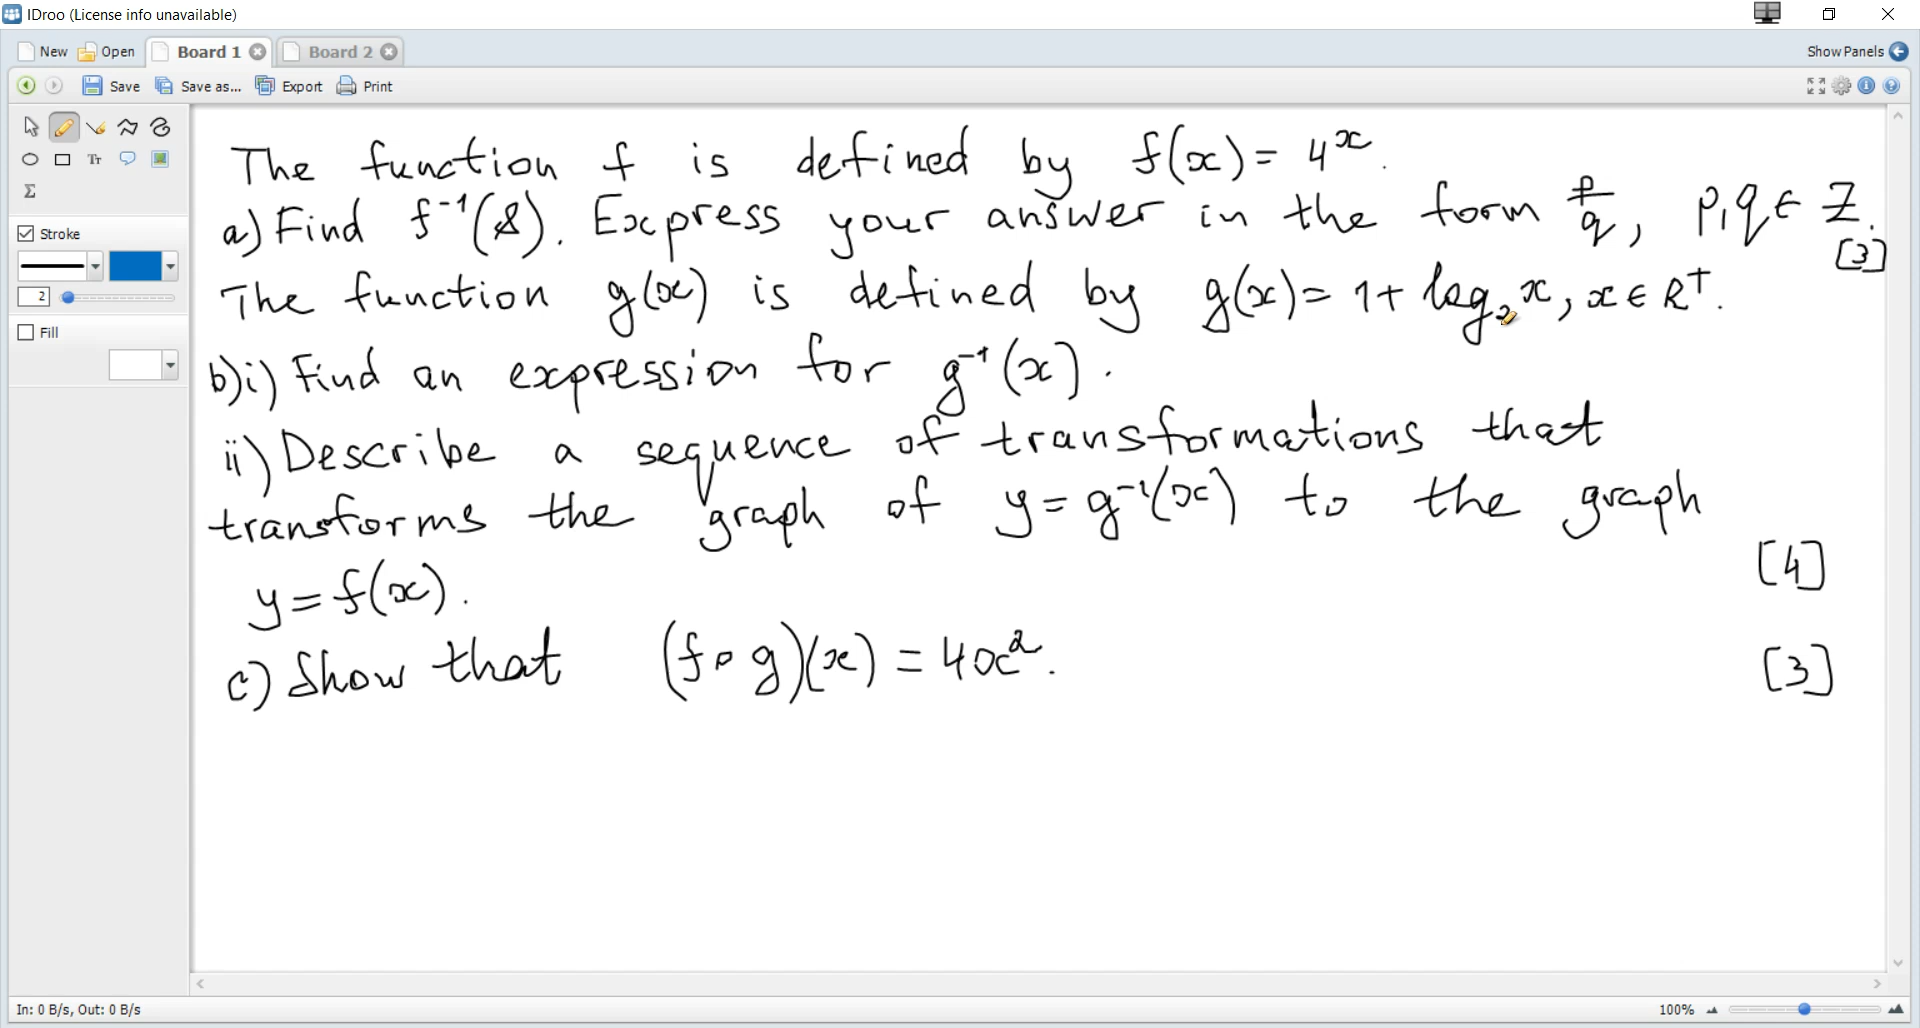 IDroo (License info unavailable)
New Open Board 1 Board 2 Show Panels
Save Save as... Export Print
The function f is defined by f(x) = 4^x.
a) Find f^-1(8). Express your answer in the form p/q, p,q ∈ Z.
[3]
The function g(x) is defined by g(x) = 1 + log₂x, x ∈ R⁺.
b) i) Find an expression for g^-1(x).
ii) Describe a sequence of transformations that
transforms the graph of y = g^-1(x) to the graph
[4]
y = f(x).
c) Show that (f∘g)(x) = 4x². [3]
Tt
Σ
Stroke
2
Fill
In: 0 B/s, Out: 0 B/s 100%